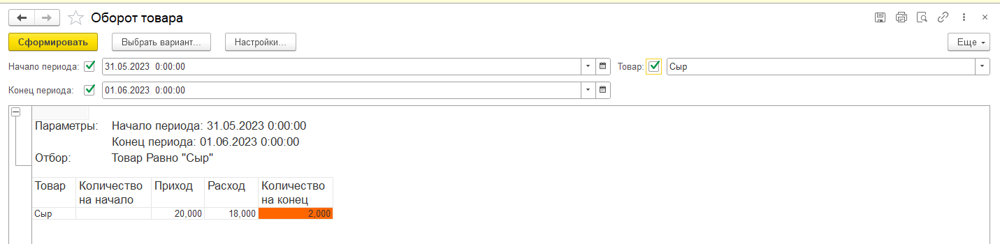 Оборот товара
Сформировать Выбрать вариант... Настройки... Еще
Начало периода: 31.05.2023 0:00:00 Товар: Сыр
Конец периода: 01.06.2023 0:00:00
Параметры: Начало периода: 31.05.2023 0:00:00
Конец периода: 01.06.2023 0:00:00
Отбор: Товар Равно "Сыр"
Товар Количество Приход Расход Количество
на начало на конец
Сыр 20,000 18,000 2,000